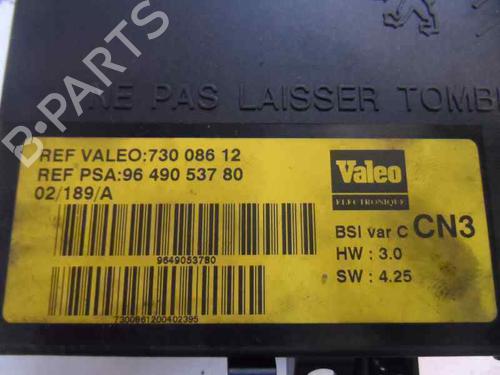 NE PAS LAISSER TOMB
REF VALEO:730 086 12
REF PSA:96 490 537 80
02/189/A
Valeo
ELECTRONIQUE
BSI var C CN3
HW : 3.0
SW : 4.25
9649053780
7300861200402395
B-PARTS